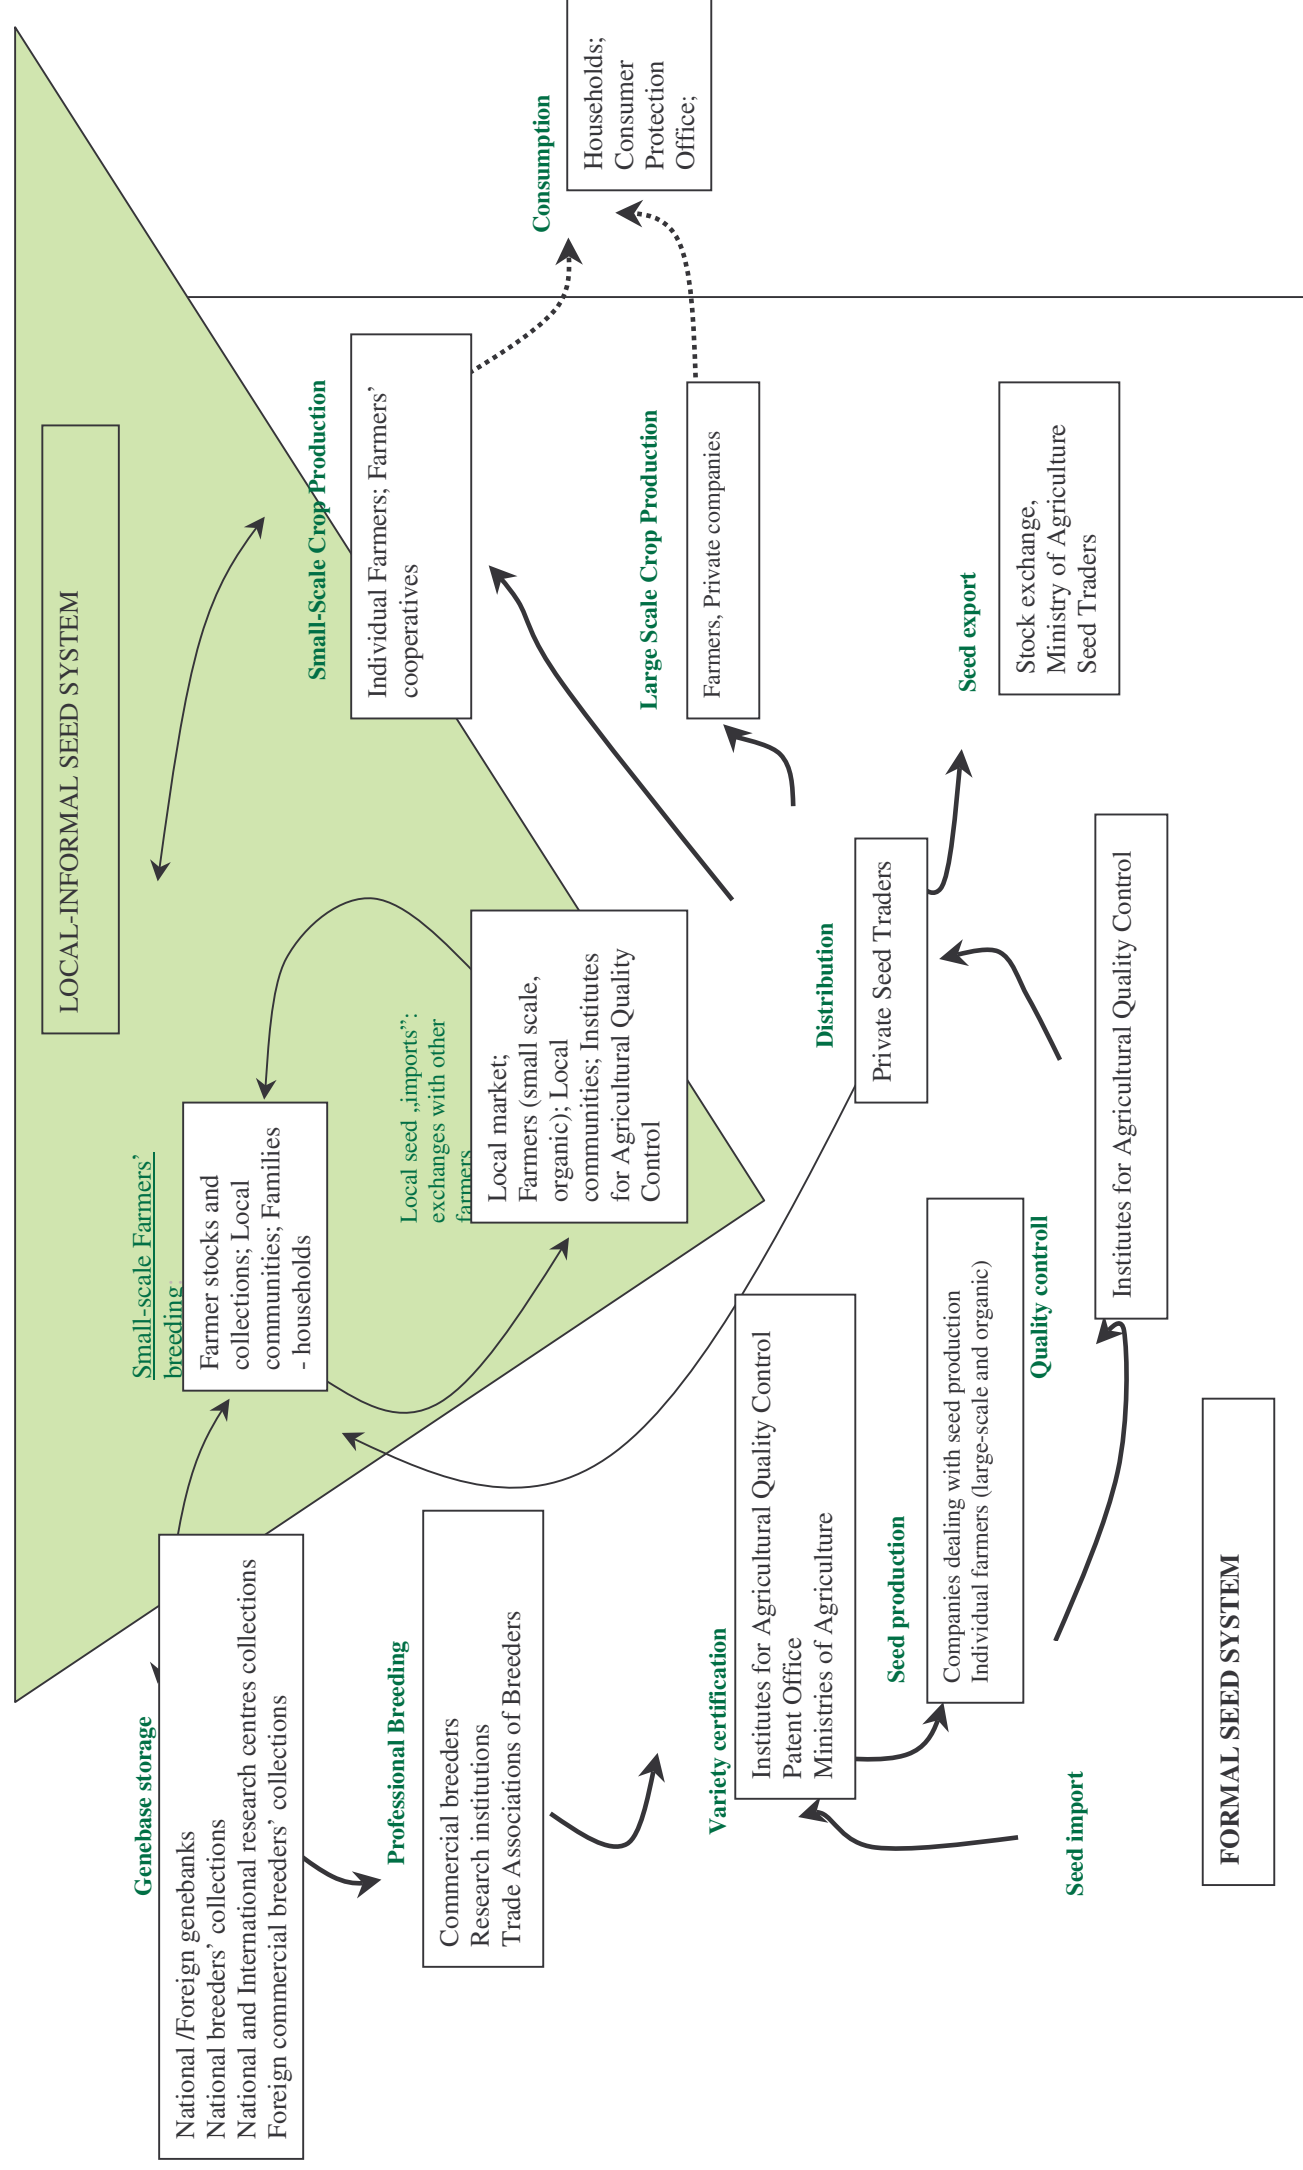 LOCAL-INFORMAL SEED SYSTEM
Genebase storage
National /Foreign genebanks
National breeders’ collections
National and International research centres collections
Foreign commercial breeders’ collections
Small-scale Farmers’
breeding:
Farmer stocks and
collections; Local
communities; Families
- households
Local seed „imports”:
exchanges with other
farmers
Local market;
Farmers (small scale,
organic); Local
communities; Institutes
for Agricultural Quality
Control
Small-Scale Crop Production
Individual Farmers; Farmers’
cooperatives
Consumption
Households;
Consumer
Protection
Office;
Professional Breeding
Commercial breeders
Research institutions
Trade Associations of Breeders
Large Scale Crop Production
Farmers, Private companies
Variety certification
Institutes for Agricultural Quality Control
Patent Office
Ministries of Agriculture
Distribution
Private Seed Traders
Seed production
Companies dealing with seed production
Individual farmers (large-scale and organic)
Seed export
Stock exchange,
Ministry of Agriculture
Seed Traders
Quality controll
Institutes for Agricultural Quality Control
Seed import
FORMAL SEED SYSTEM